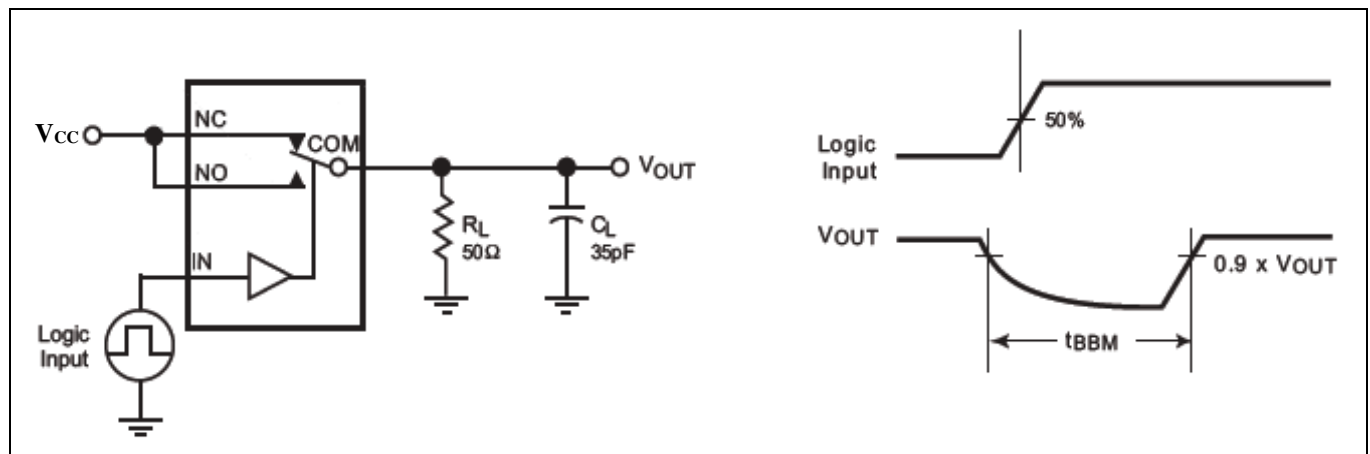 VCC
NC
COM
NO
IN
VOUT
RL
50Ω
CL
35pF
Logic
Input
Logic
Input
50%
VOUT
0.9 x VOUT
tBBM